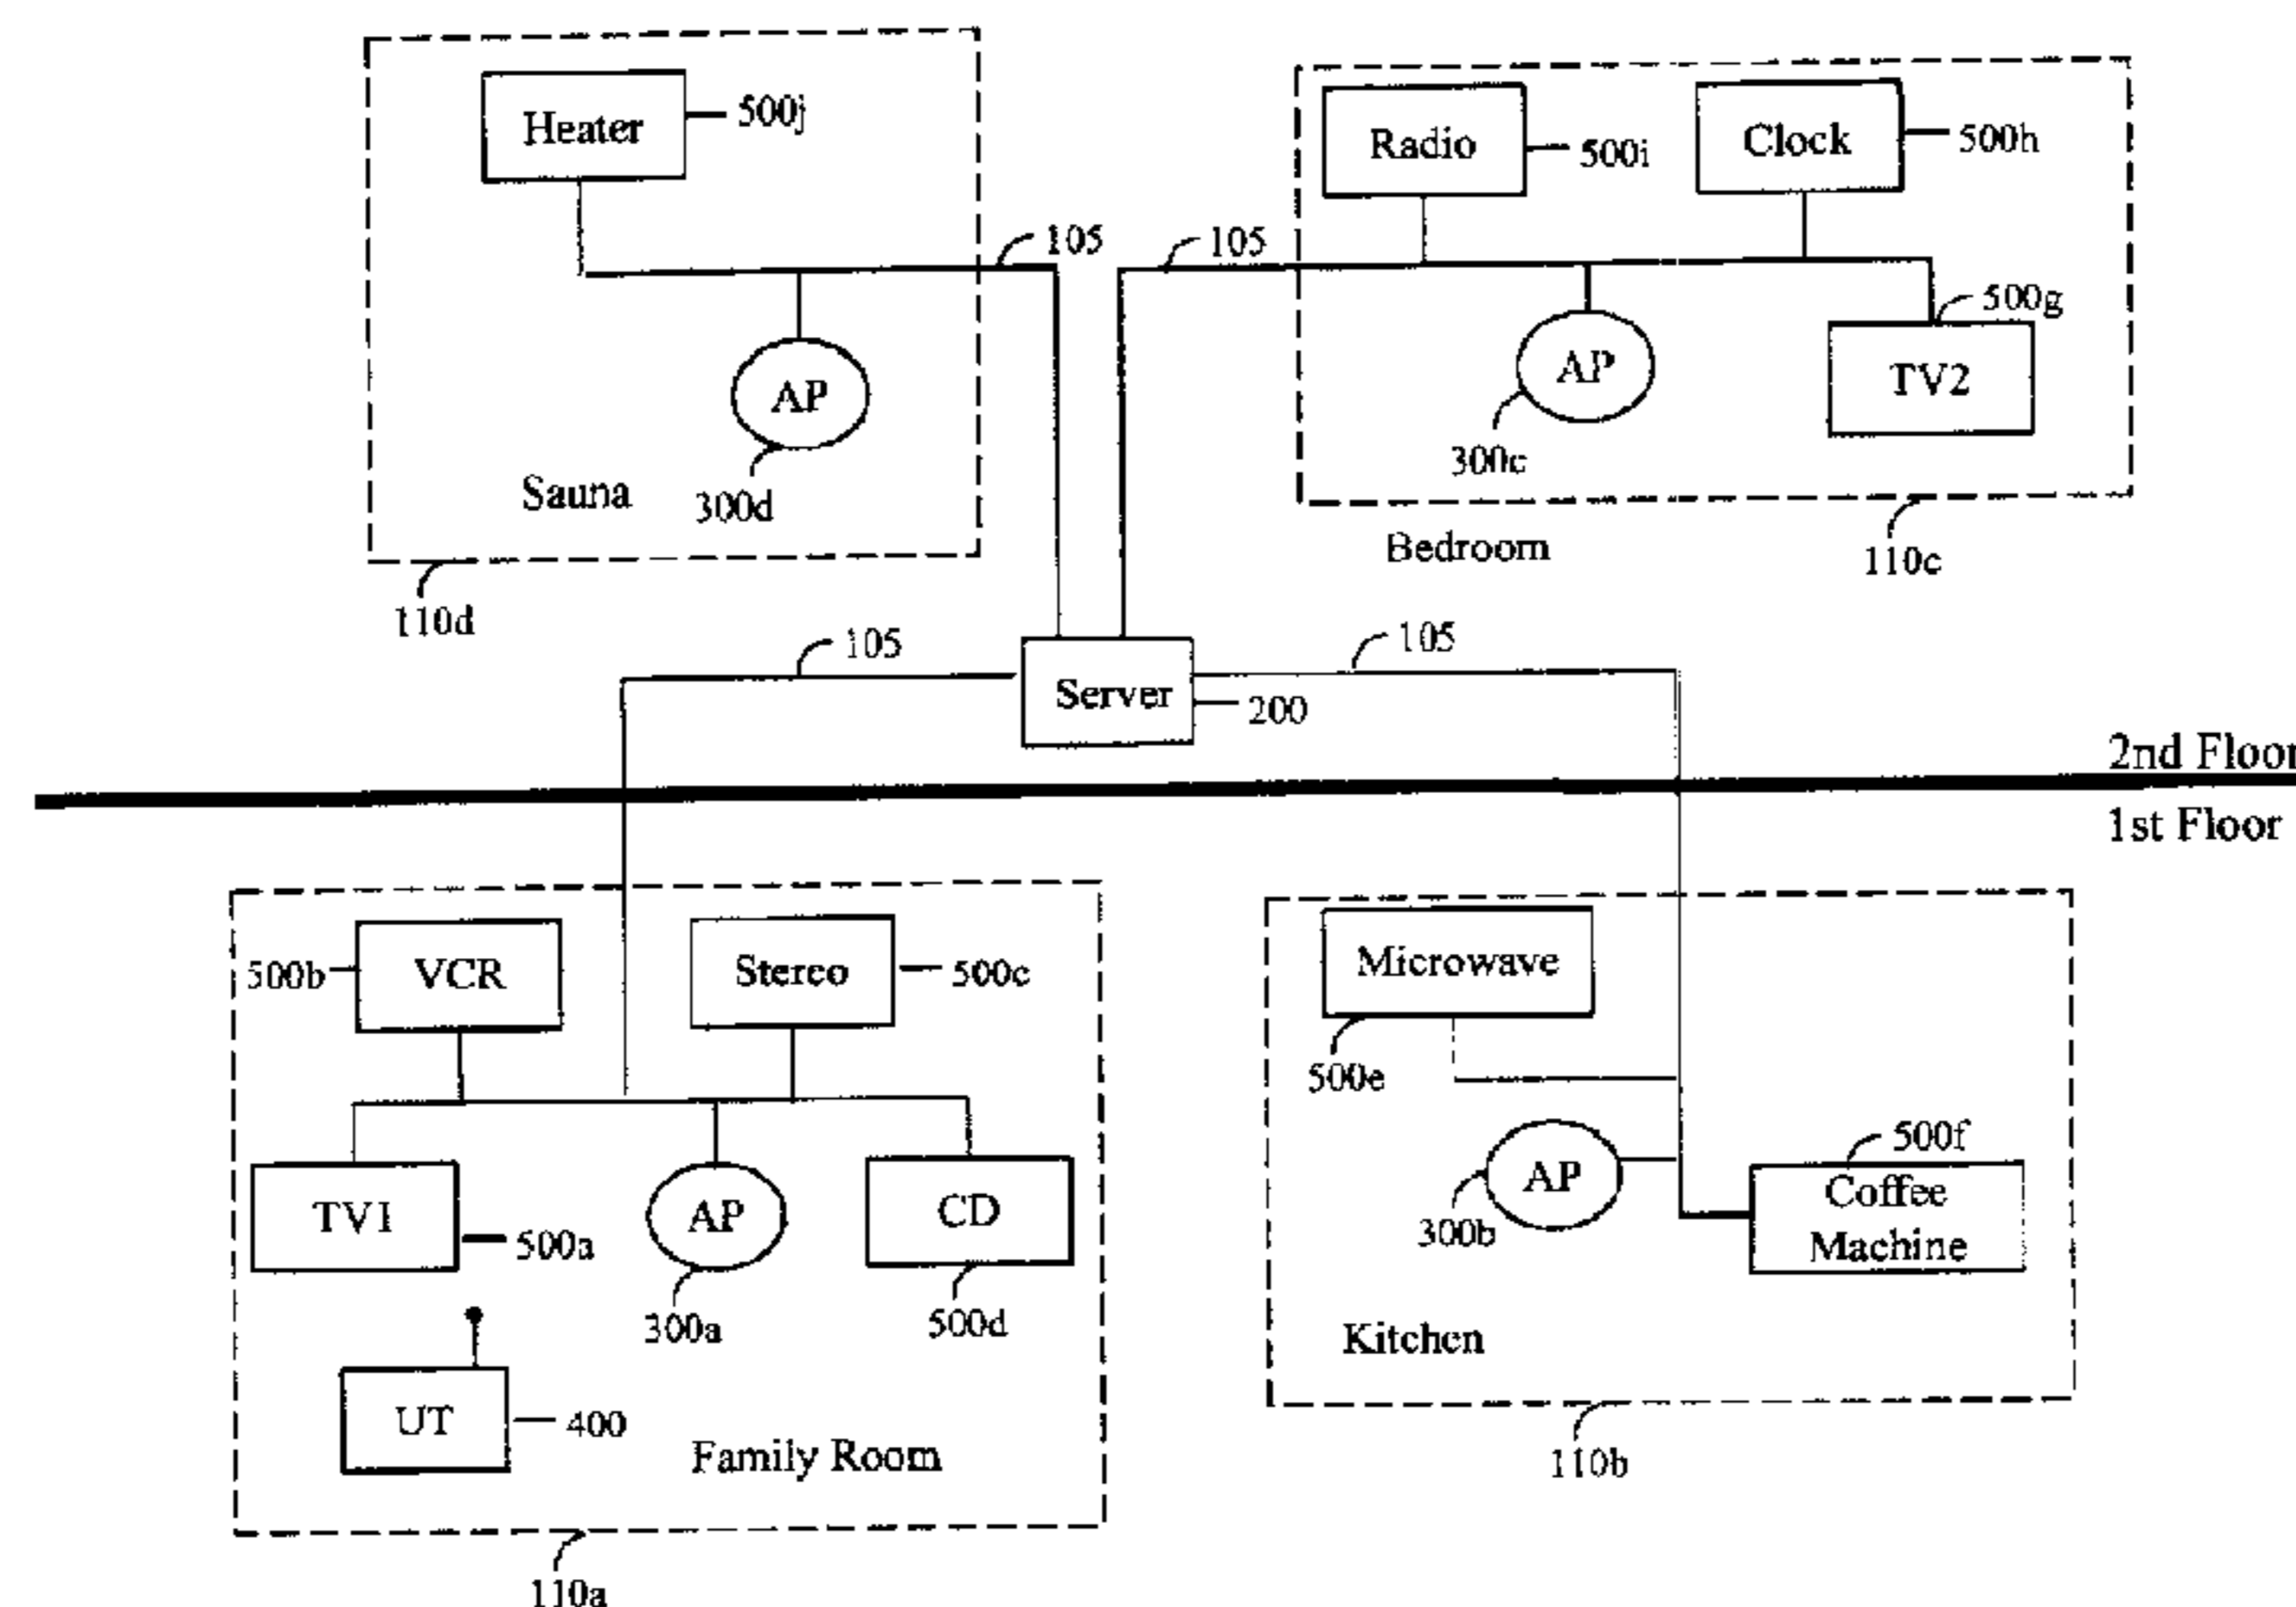 Heater
500j
Radio
500i
Clock
500h
105
105
500g
AP
TV2
AP
300c
Sauna
300d
Bedroom
110c
110d
105
105
Server
200
2nd Floor
1st Floor
500b
VCR
Stereo
500c
Microwave
500e
500f
TV1
500a
AP
CD
AP
Coffee
Machine
300b
300a
500d
Kitchen
UT
400
Family Room
110b
110a